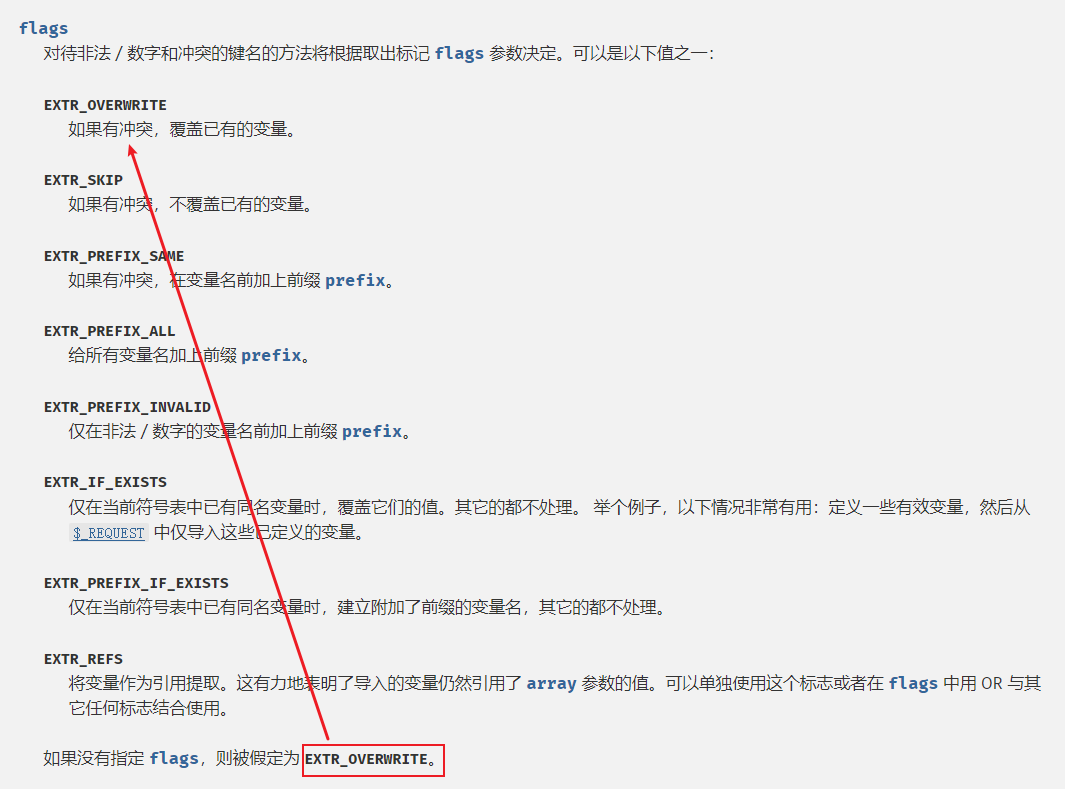 flags
对待非法 / 数字和冲突的键名的方法将根据取出标记 flags 参数决定。可以是以下值之一：
EXTR_OVERWRITE
如果有冲突，覆盖已有的变量。
EXTR_SKIP
如果有冲突，不覆盖已有的变量。
EXTR_PREFIX_SAME
如果有冲突，在变量名前加上前缀 prefix。
EXTR_PREFIX_ALL
给所有变量名加上前缀 prefix。
EXTR_PREFIX_INVALID
仅在非法 / 数字的变量名前加上前缀 prefix。
EXTR_IF_EXISTS
仅在当前符号表中已有同名变量时，覆盖它们的值。其它的都不处理。 举个例子，以下情况非常有用：定义一些有效变量，然后从
$_REQUEST 中仅导入这些已定义的变量。
EXTR_PREFIX_IF_EXISTS
仅在当前符号表中已有同名变量时，建立附加了前缀的变量名，其它的都不处理。
EXTR_REFS
将变量作为引用提取。这有力地表明了导入的变量仍然引用了 array 参数的值。可以单独使用这个标志或者在 flags 中用 OR 与其
它任何标志结合使用。
如果没有指定 flags，则被假定为 EXTR_OVERWRITE。